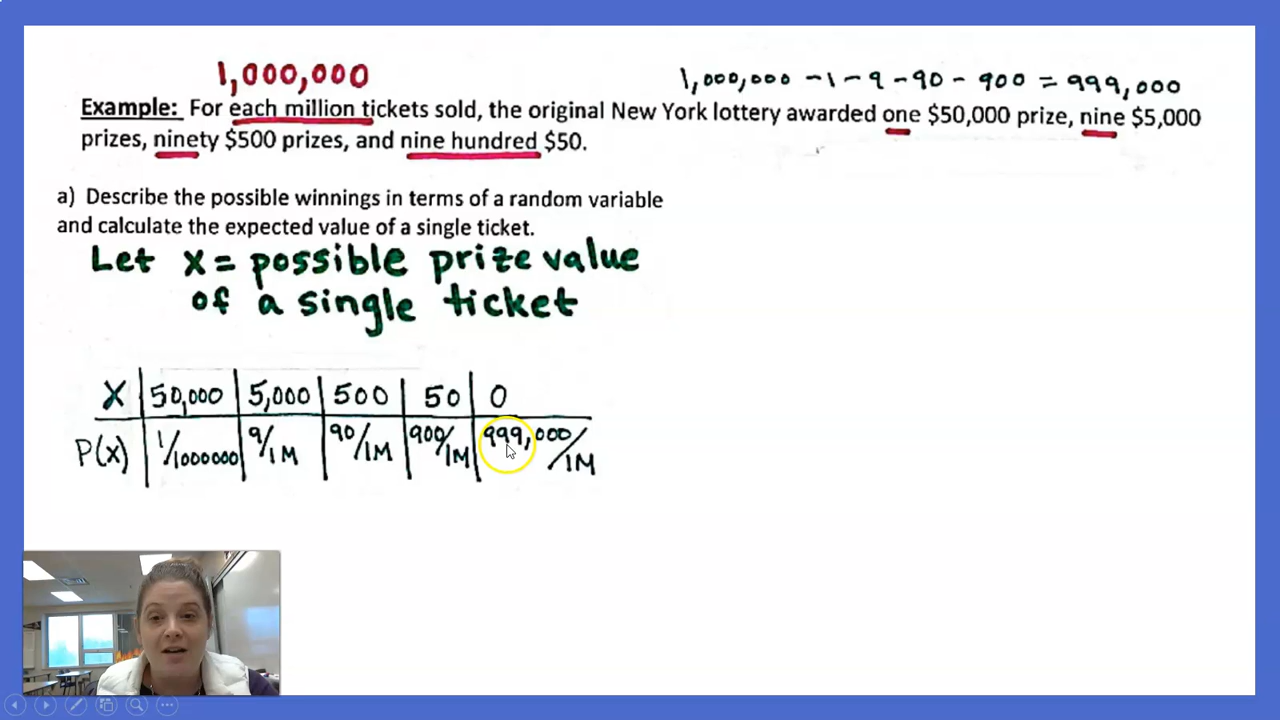 1,000,000
1,000,000 - 1 - 9 - 90 - 900 = 999,000
Example: For each million tickets sold, the original New York lottery awarded one $50,000 prize, nine $5,000
prizes, ninety $500 prizes, and nine hundred $50.
a) Describe the possible winnings in terms of a random variable
and calculate the expected value of a single ticket.
Let x = possible prize value
of a single ticket
X 50,000 5,000 500 50 0
P(x) 1/1000000 9/1M 90/1M 900/1M 999,000/1M